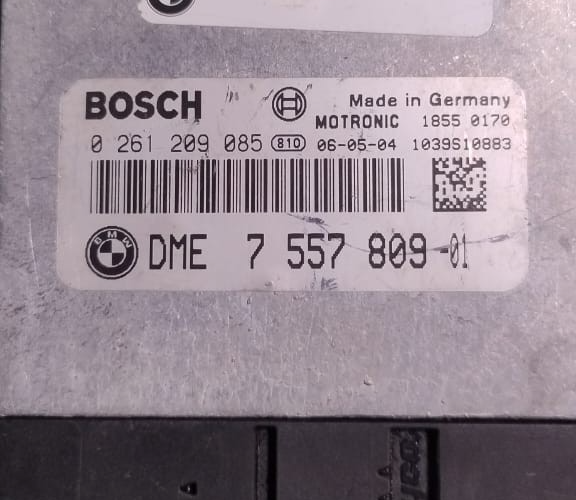 BOSCH
Made in Germany
MOTRONIC 1855 0170
0 261 209 085 810 06-05-04 1039S10883
BMW DME 7 557 809-01